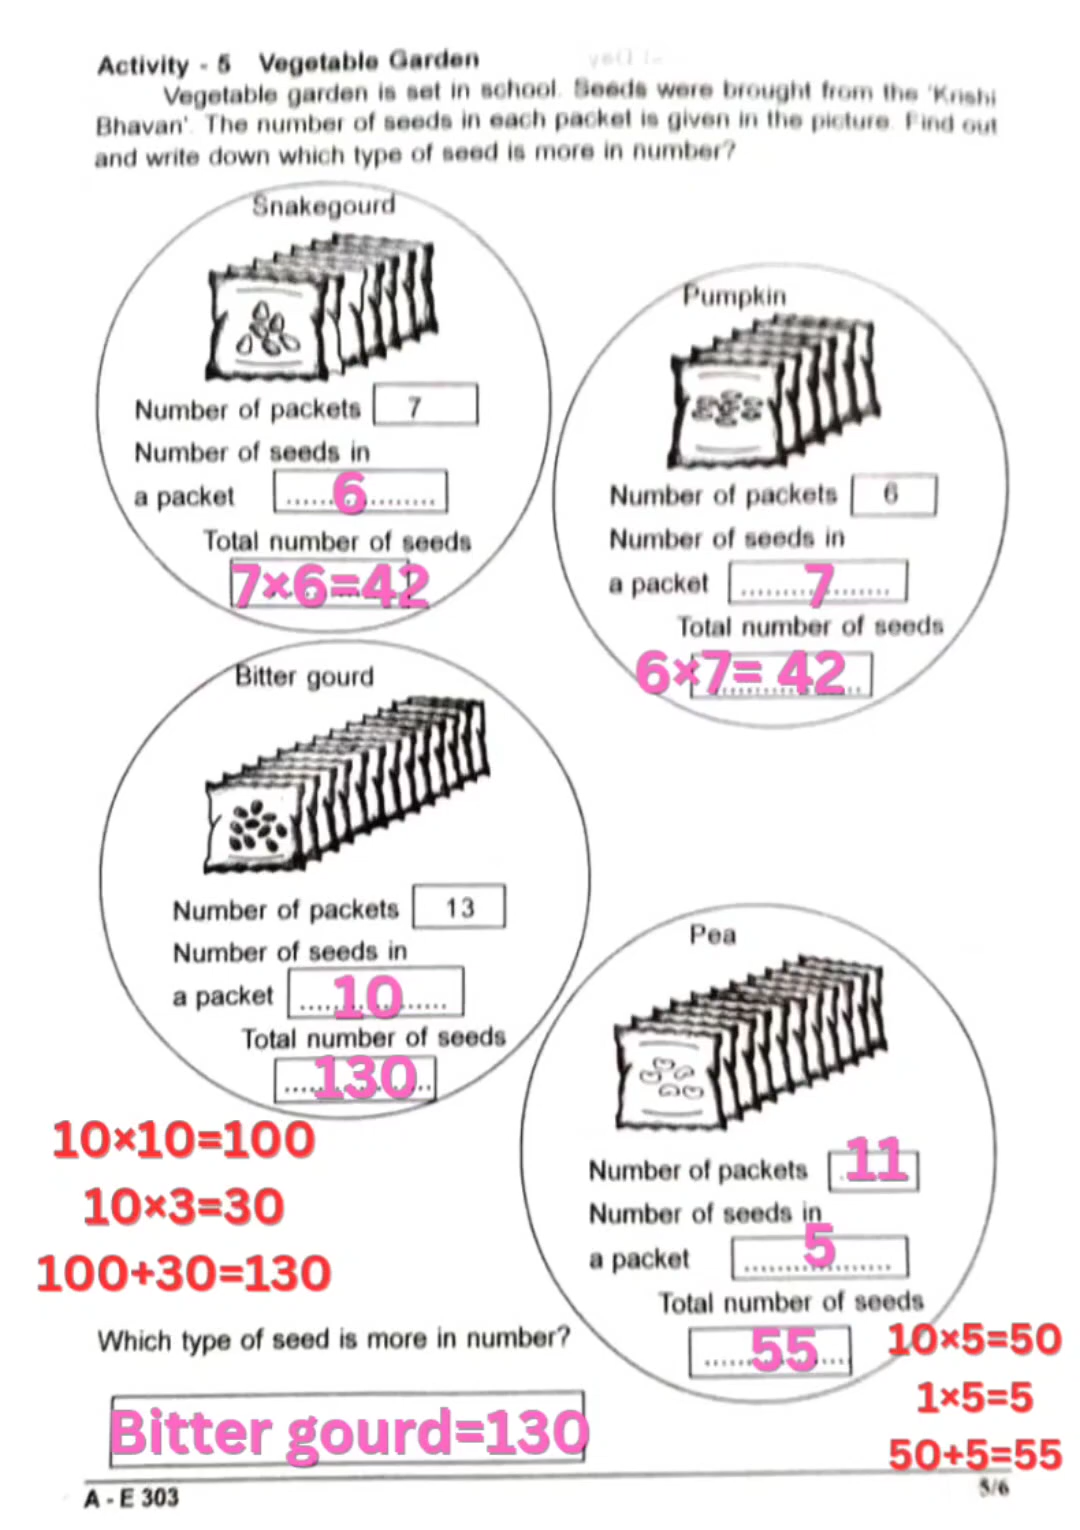 Activity - 5 Vegetable Garden
Vegetable garden is set in school. Seeds were brought from the 'Krishi
Bhavan'. The number of seeds in each packet is given in the picture. Find out
and write down which type of seed is more in number?
Snakegourd
Number of packets 7
Number of seeds in
a packet 6
Total number of seeds
7×6=42
Pumpkin
Number of packets 6
Number of seeds in
a packet 7
Total number of seeds
6×7= 42
Bitter gourd
Number of packets 13
Number of seeds in
a packet 10
Total number of seeds
130
10×10=100
10×3=30
100+30=130
Pea
Number of packets 11
Number of seeds in
a packet 5
Total number of seeds
55
10×5=50
1×5=5
50+5=55
Which type of seed is more in number?
Bitter gourd=130
A - E 303
5/6